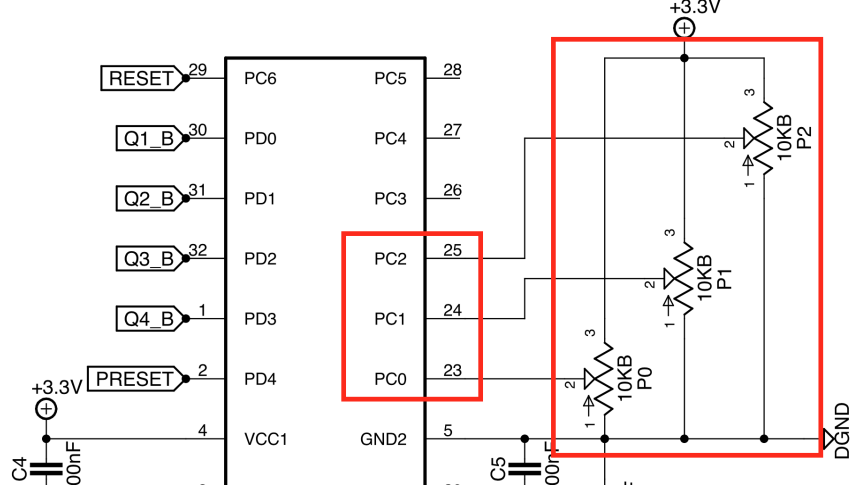 +3.3V
RESET 29 PC6 PC5 28
3
10KB
P2
2
1
Q1_B 30 PD0 PC4 27
Q2_B 31 PD1 PC3 26
Q3_B 32 PD2 PC2 25
3
10KB
P1
2
1
Q4_B 1 PD3 PC1 24
3
10KB
P0
2
1
PRESET 2 PD4 PC0 23
+3.3V
4 VCC1 GND2 5
DGND
C4
00nF
C5
00nF